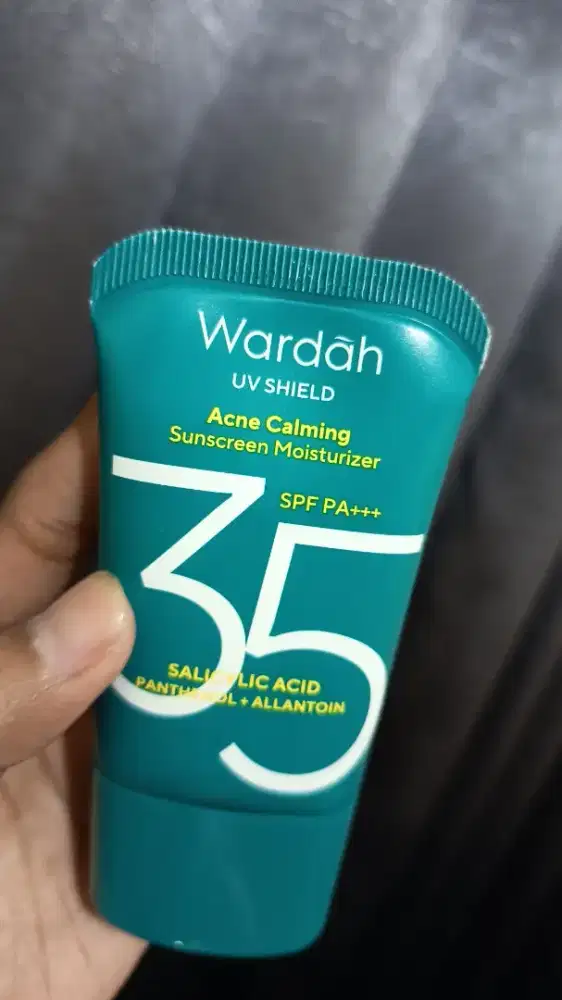 Wardāh
UV SHIELD
Acne Calming
Sunscreen Moisturizer
SPF PA+++
35
SALICYLIC ACID
PANTHENOL + ALLANTOIN